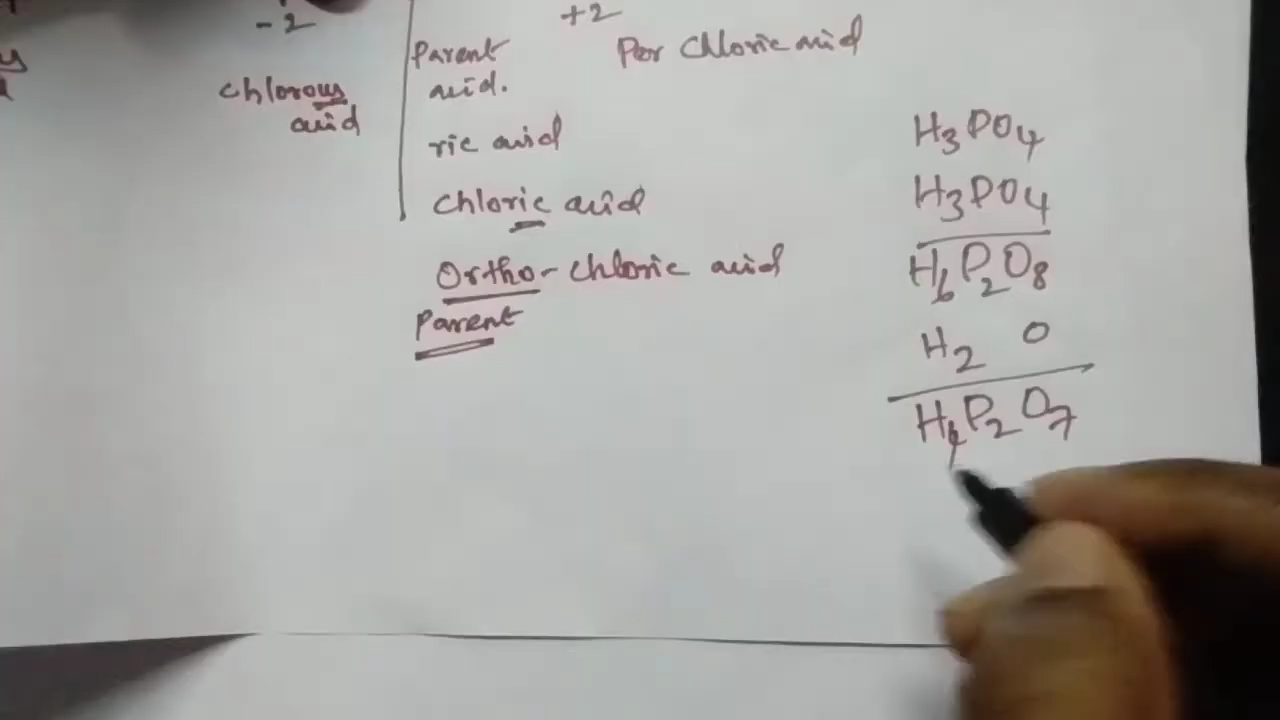 -2
+2
Parent
Per chloric acid
chlorous
acid.
acid
ric acid
chloric acid
Ortho-chloric acid
Parent
H3PO4
H3PO4
H6P2O8
H2 O
H4P2O7